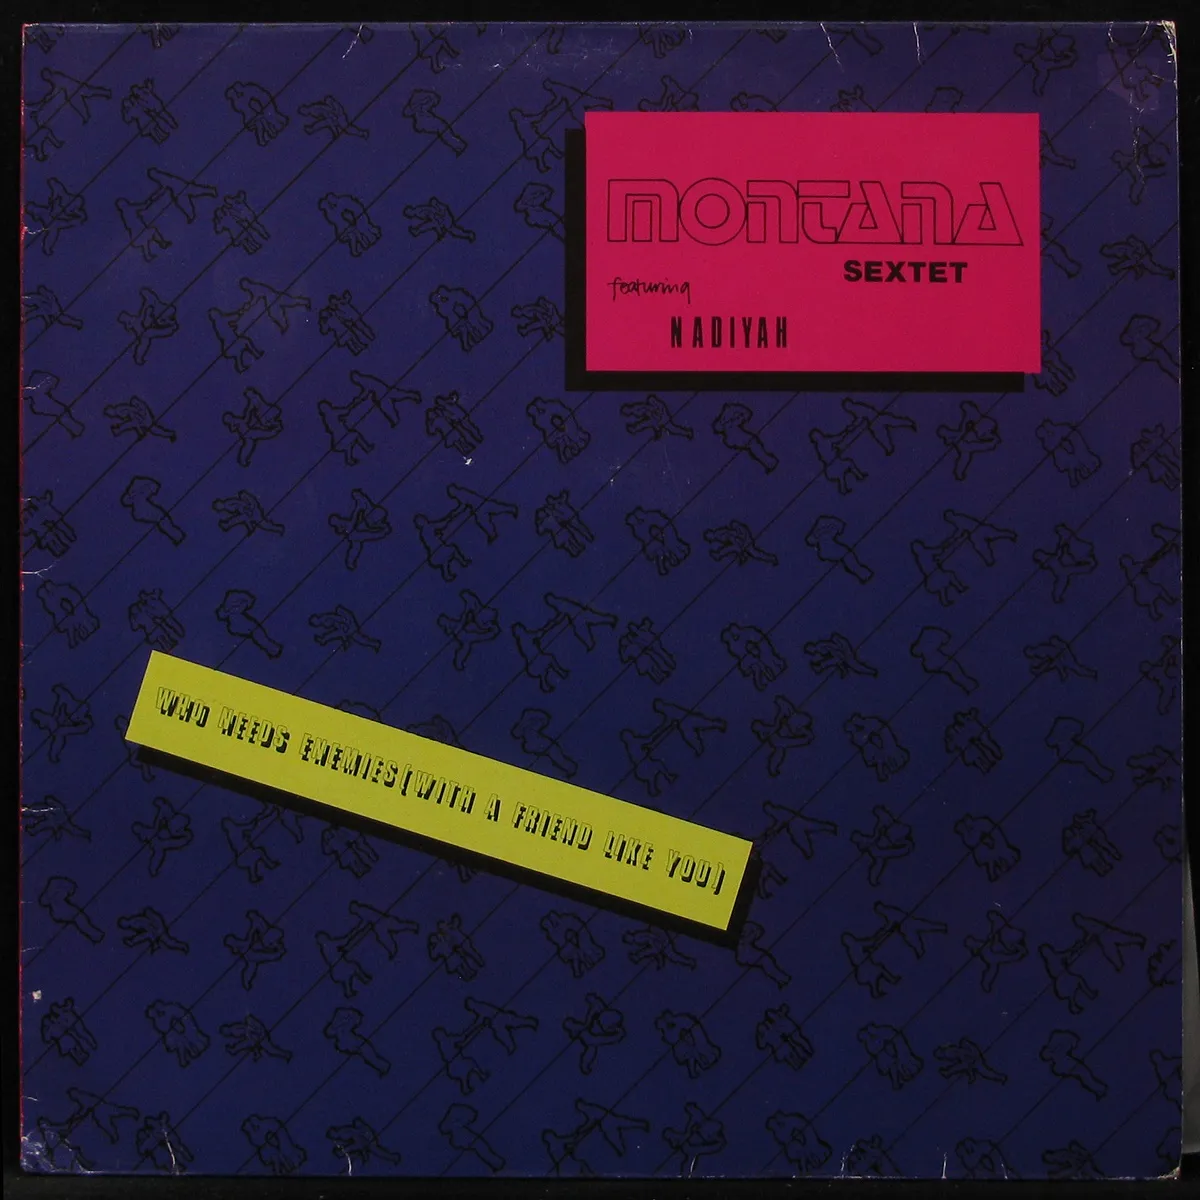 MONTANA
SEXTET
featuring
NADIYAH
WHO NEEDS ENEMIES (WITH A FRIEND LIKE YOU)